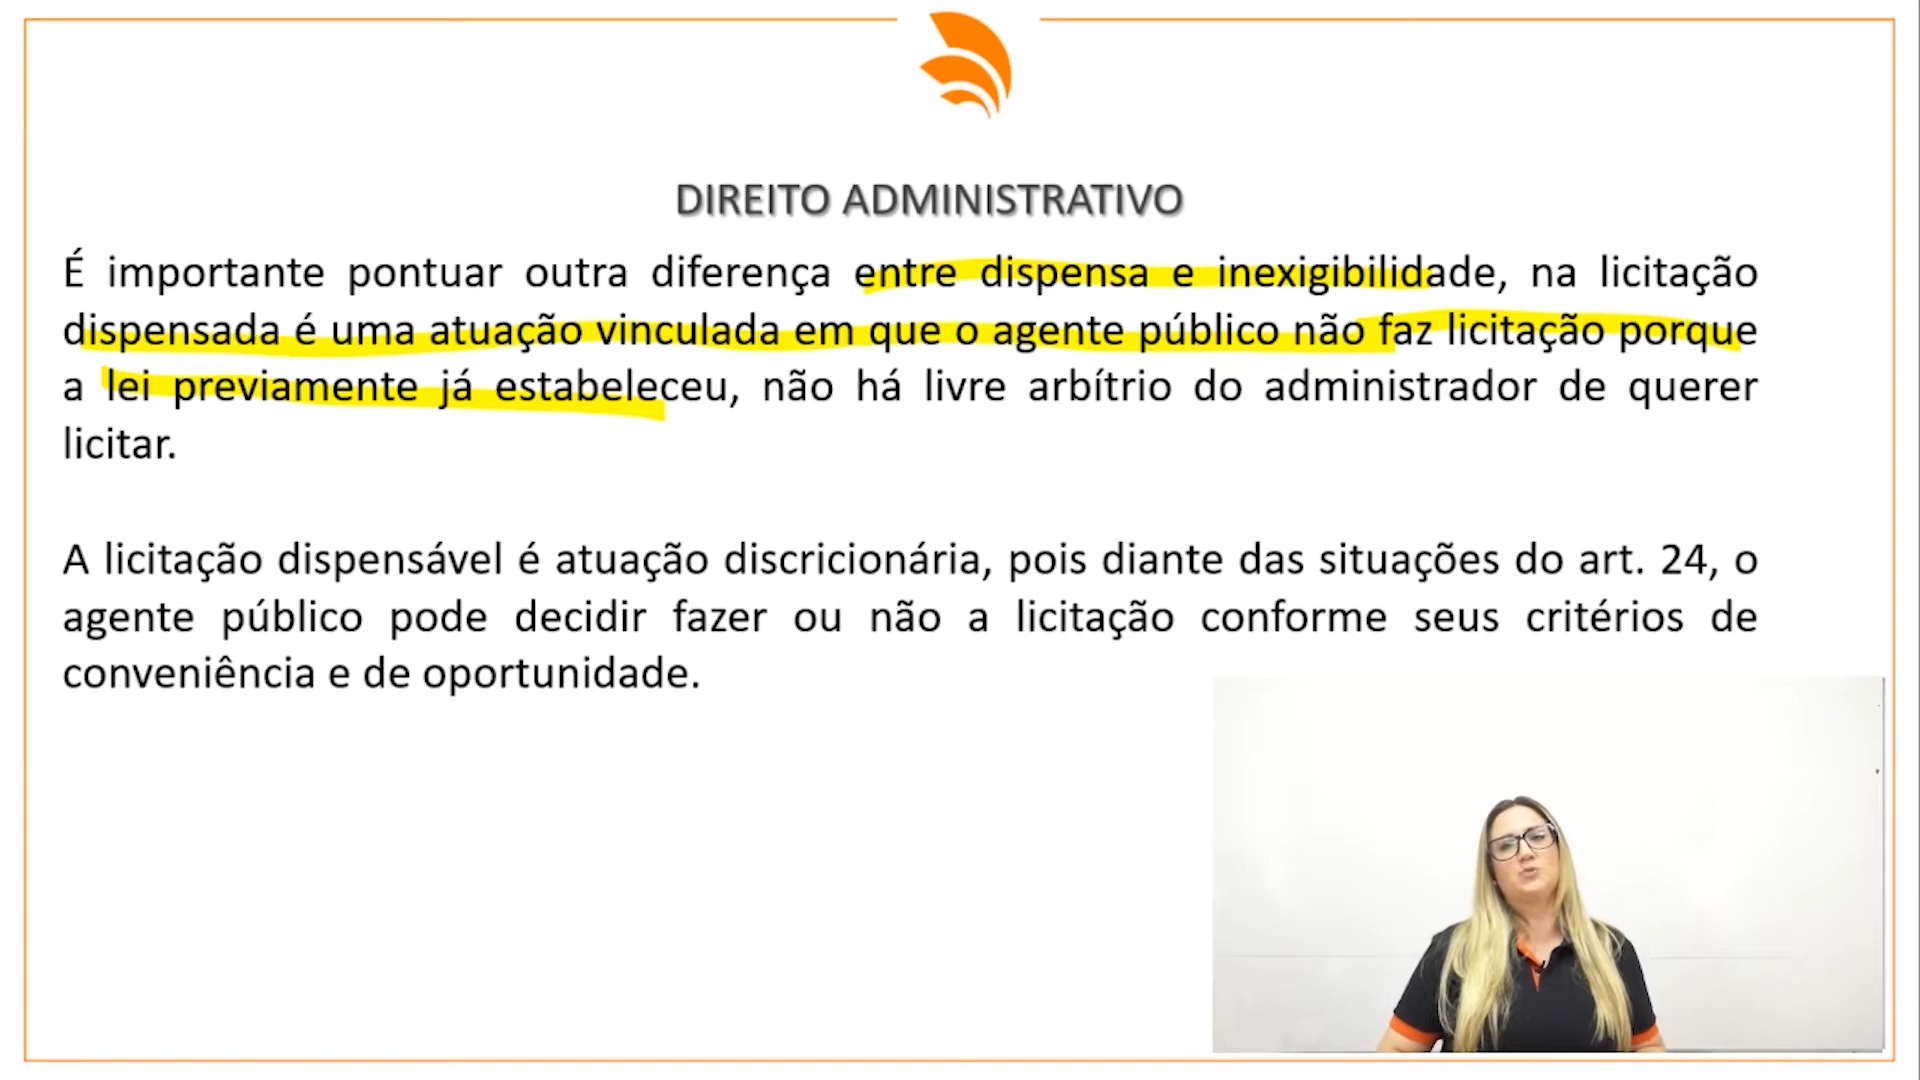 DIREITO ADMINISTRATIVO
É importante pontuar outra diferença entre dispensa e inexigibilidade, na licitação
dispensada é uma atuação vinculada em que o agente público não faz licitação porque
a lei previamente já estabeleceu, não há livre arbítrio do administrador de querer
licitar.
A licitação dispensável é atuação discricionária, pois diante das situações do art. 24, o
agente público pode decidir fazer ou não a licitação conforme seus critérios de
conveniência e de oportunidade.